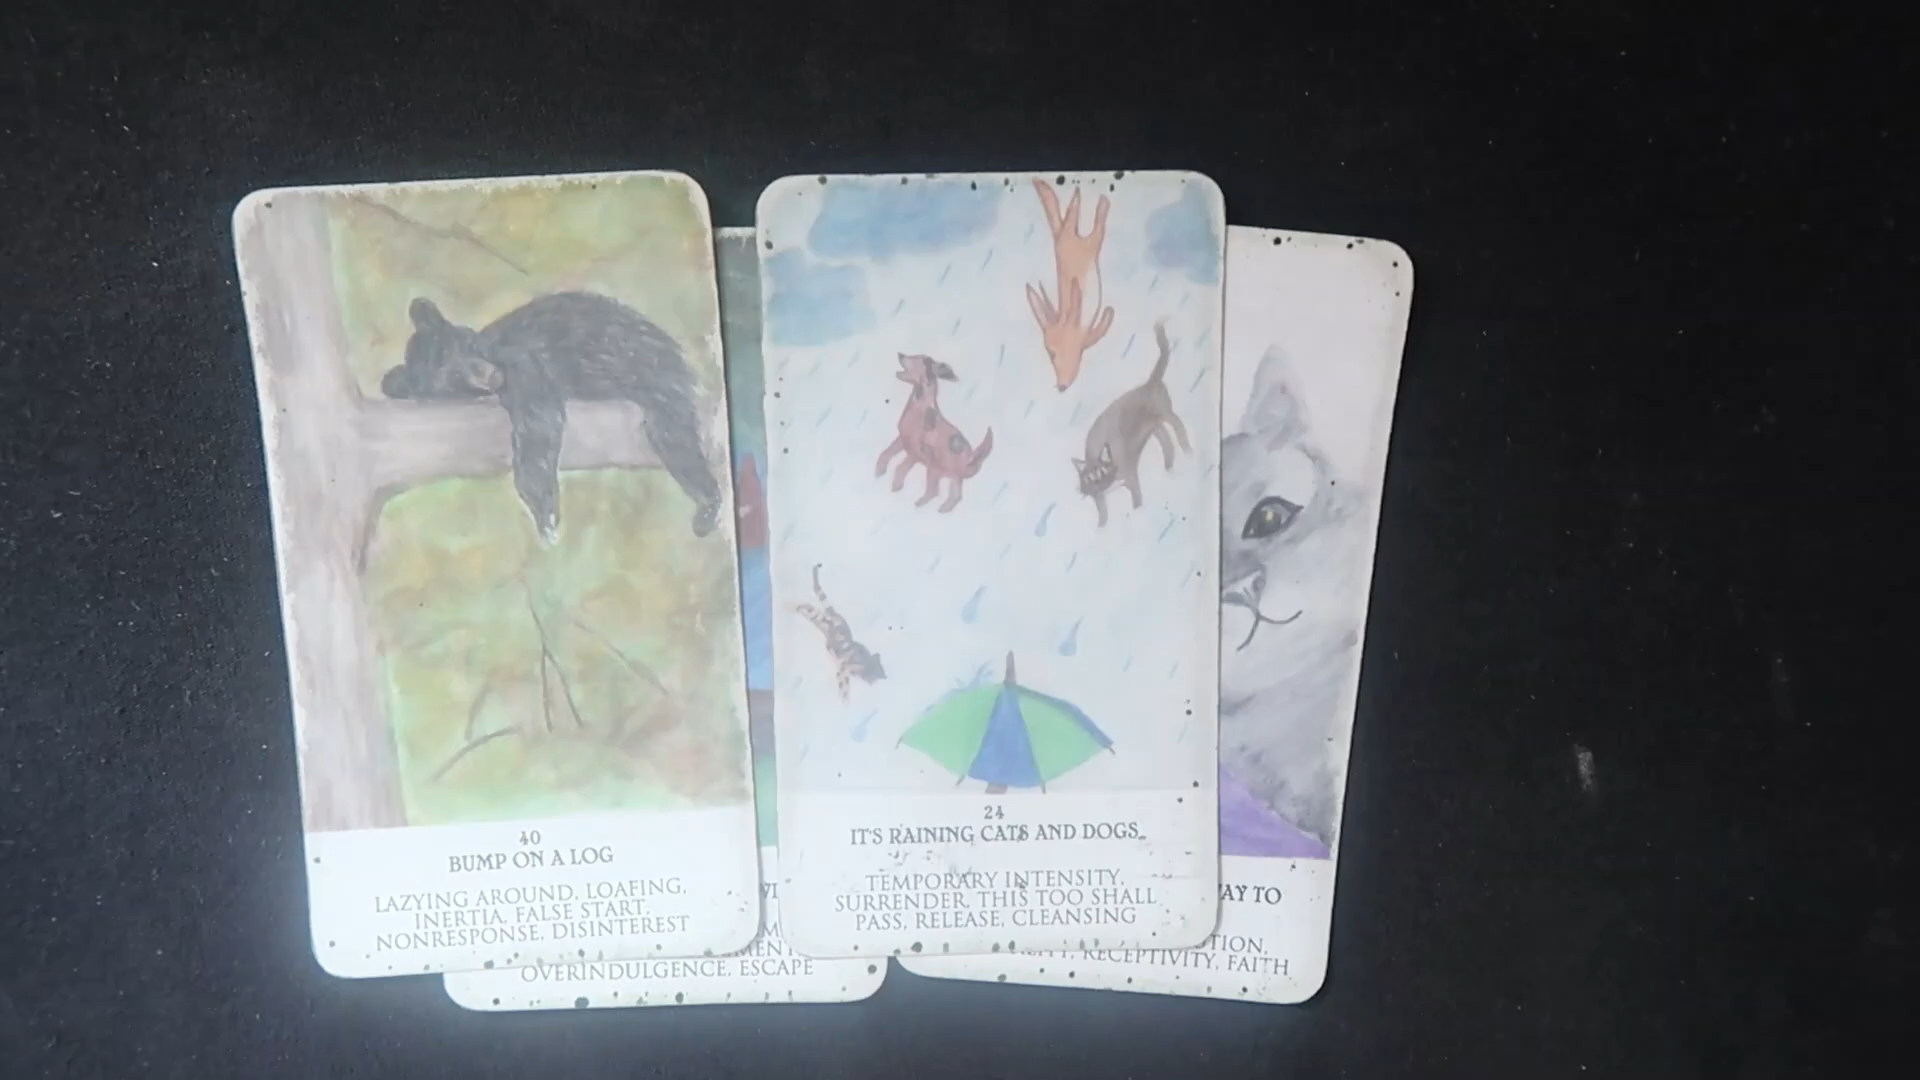 40
BUMP ON A LOG
LAZYING AROUND, LOAFING,
INERTIA, FALSE START,
NONRESPONSE, DISINTEREST
OVERINDULGENCE, ESCAPE
24
IT'S RAINING CATS AND DOGS
TEMPORARY INTENSITY,
SURRENDER, THIS TOO SHALL
PASS, RELEASE, CLEANSING
TO
RECEPTIVITY, FAITH